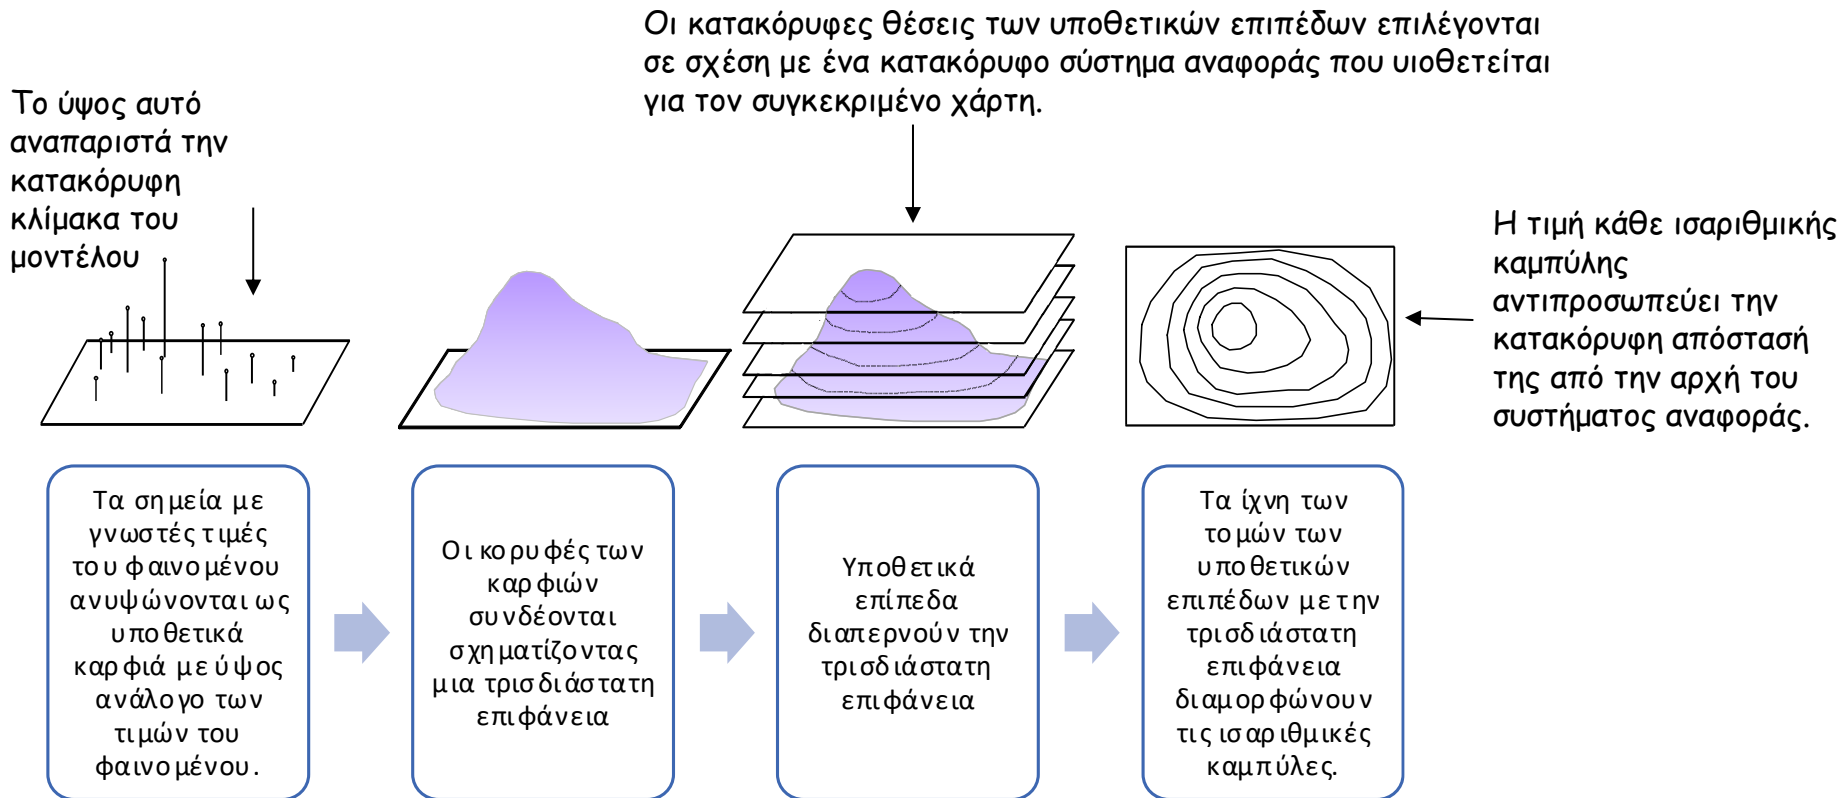 Οι κατακόρυφες θέσεις των υποθετικών επιπέδων επιλέγονται
σε σχέση με ένα κατακόρυφο σύστημα αναφοράς που υιοθετείται
για τον συγκεκριμένο χάρτη.
Το ύψος αυτό
αναπαριστά την
κατακόρυφη
κλίμακα του
μοντέλου
Η τιμή κάθε ισαριθμικής
καμπύλης
αντιπροσωπεύει την
κατακόρυφη απόστασή
της από την αρχή του
συστήματος αναφοράς.
Τα σημεία με
γνωστές τιμές
του φαινομένου
ανυψώνονται ως
υποθετικά
καρφιά με ύψος
ανάλογο των
τιμών του
φαινομένου.
Οι κορυφές των
καρφιών
συνδέονται
σχηματίζοντας
μια τρισδιάστατη
επιφάνεια
Υποθετικά
επίπεδα
διαπερνούν την
τρισδιάστατη
επιφάνεια
Τα ίχνη των
τομών των
υποθετικών
επιπέδων με την
τρισδιάστατη
επιφάνεια
διαμορφώνουν
τις ισαριθμικές
καμπύλες.